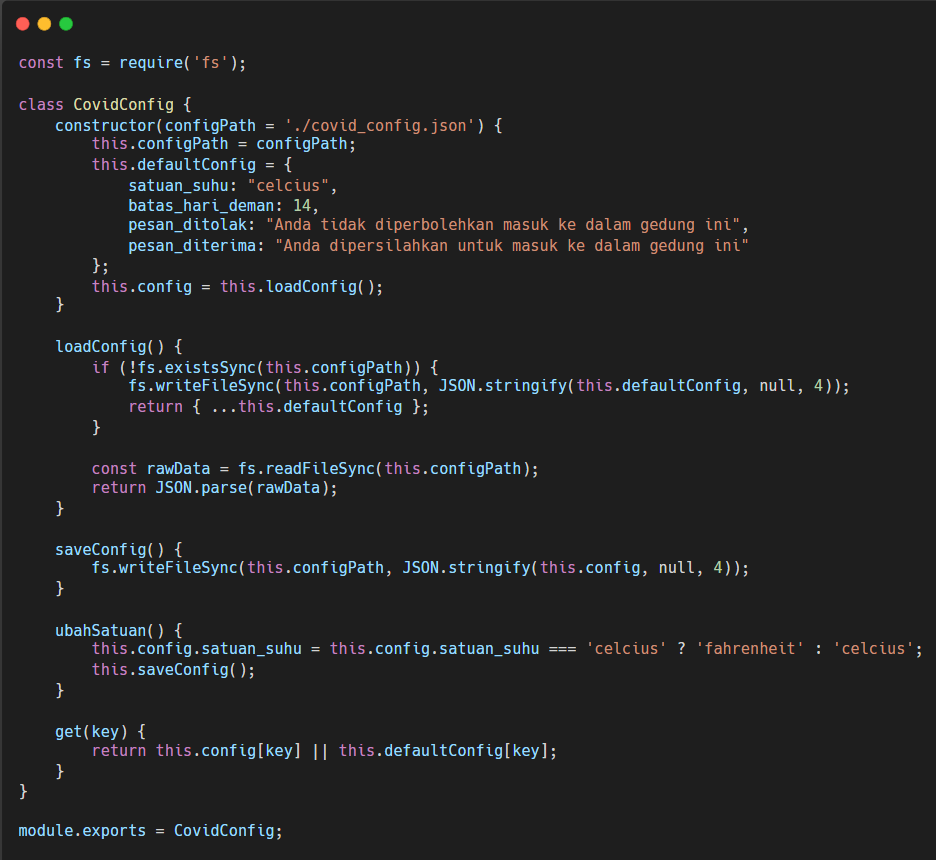 const fs = require('fs');

class CovidConfig {
    constructor(configPath = './covid_config.json') {
        this.configPath = configPath;
        this.defaultConfig = {
            satuan_suhu: "celcius",
            batas_hari_deman: 14,
            pesan_ditolak: "Anda tidak diperbolehkan masuk ke dalam gedung ini",
            pesan_diterima: "Anda dipersilahkan untuk masuk ke dalam gedung ini"
        };
        this.config = this.loadConfig();
    }

    loadConfig() {
        if (!fs.existsSync(this.configPath)) {
            fs.writeFileSync(this.configPath, JSON.stringify(this.defaultConfig, null, 4));
            return { ...this.defaultConfig };
        }

        const rawData = fs.readFileSync(this.configPath);
        return JSON.parse(rawData);
    }

    saveConfig() {
        fs.writeFileSync(this.configPath, JSON.stringify(this.config, null, 4));
    }

    ubahSatuan() {
        this.config.satuan_suhu = this.config.satuan_suhu === 'celcius' ? 'fahrenheit' : 'celcius';
        this.saveConfig();
    }

    get(key) {
        return this.config[key] || this.defaultConfig[key];
    }
}

module.exports = CovidConfig;